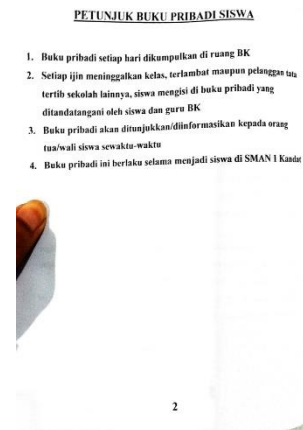 PETUNJUK BUKU PRIBADI SISWA
1. Buku pribadi setiap hari dikumpulkan di ruang BK
2. Setiap ijin meninggalkan kelas, terlambat maupun pelanggan tata
tertib sekolah lainnya, siswa mengisi di buku pribadi yang
ditandatangani oleh siswa dan guru BK
3. Buku pribadi akan ditunjukkan/diinformasikan kepada orang
tua/wali siswa sewaktu-waktu
4. Buku pribadi ini berlaku selama menjadi siswa di SMAN 1 Kandat
2